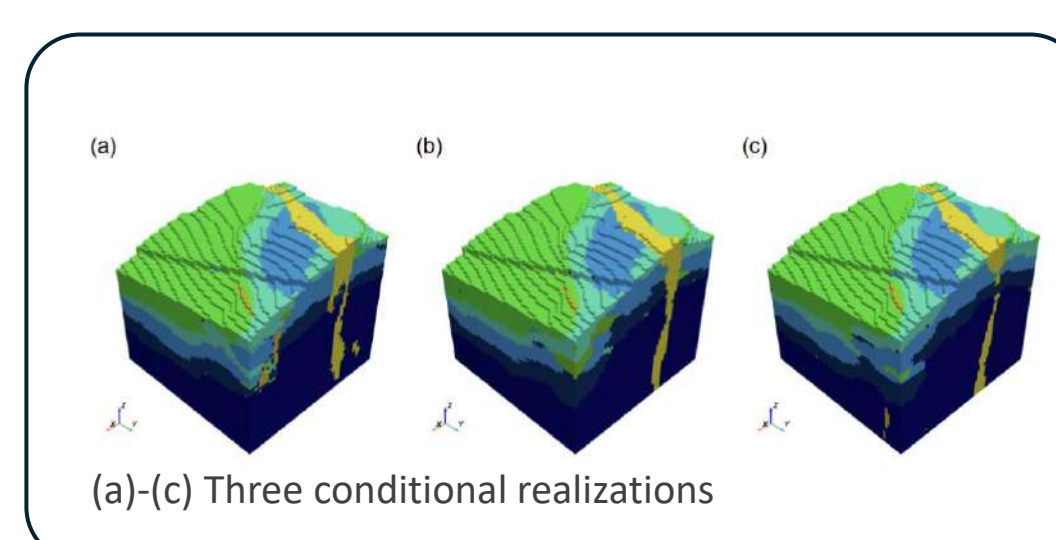 (a) (b) (c)
Z Z Z
X Y X Y X Y
(a)-(c) Three conditional realizations